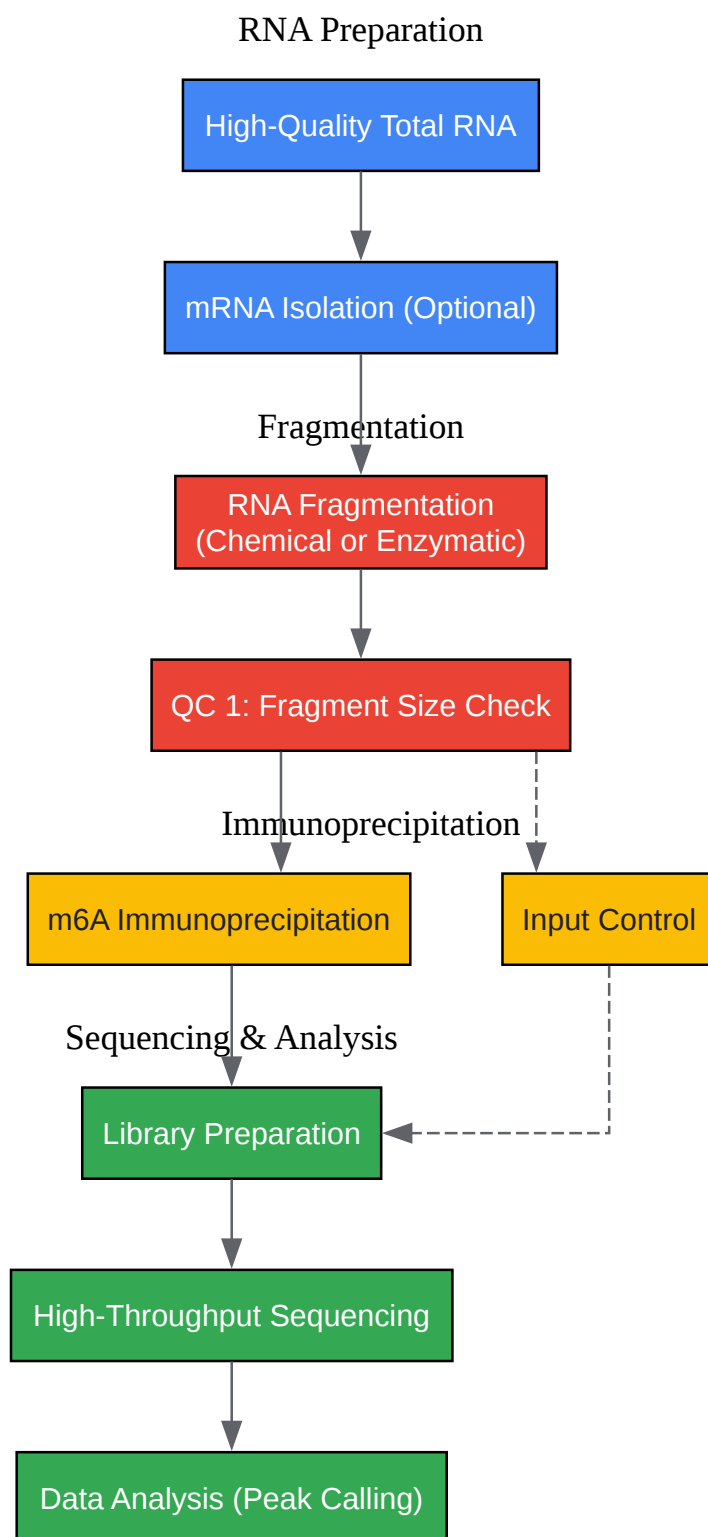 RNA Preparation
High-Quality Total RNA
mRNA Isolation (Optional)
Fragmentation
RNA Fragmentation
(Chemical or Enzymatic)
QC 1: Fragment Size Check
Immunoprecipitation
m6A Immunoprecipitation
Input Control
Sequencing & Analysis
Library Preparation
High-Throughput Sequencing
Data Analysis (Peak Calling)